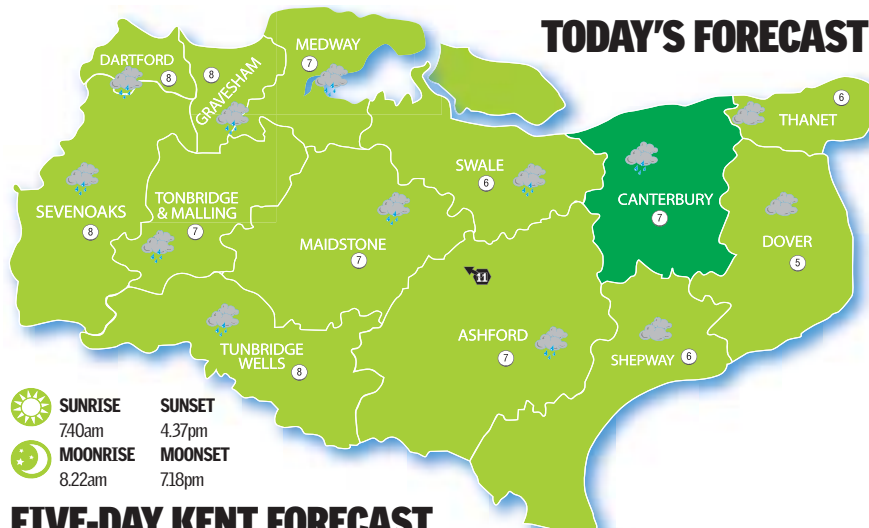 TODAY'S FORECAST
MEDWAY
7
DARTFORD
8
8
GRAVESHAM
6
THANET
SWALE
6
CANTERBURY
7
SEVENOAKS
8
TONBRIDGE
& MALLING
7
MAIDSTONE
7
DOVER
5
11
ASHFORD
7
SHEPWAY 6
TUNBRIDGE
WELLS
8
SUNRISE SUNSET
7.40am 4.37pm
MOONRISE MOONSET
8.22am 7.18pm
FIVE-DAY KENT FORECAST